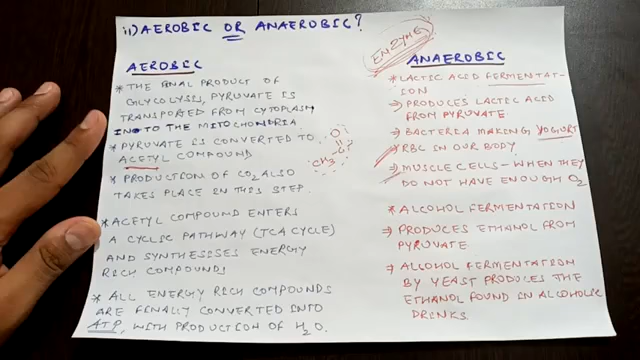 ii) AEROBIC OR ANAEROBIC?
AEROBIC
* THE FINAL PRODUCT OF
GLYCOLYSIS, PYRUVATE IS
TRANSPORTED FROM CYTOPLASM
INTO TO THE MITOCHONDRIA
* PYRUVATE IS CONVERTED TO
ACETYL COMPOUND
* PRODUCTION OF CO2 ALSO
TAKES PLACE IN THIS STEP.
* ACETYL COMPOUND ENTERS
A CYCLIC PATHWAY (TCA CYCLE)
AND SYNTHESISES ENERGY
RICH COMPOUNDS
* ALL ENERGY RICH COMPOUNDS
ARE FINALLY CONVERTED INTO
ATP, WITH PRODUCTION OF H2O.
O
CH3 C
ENZYME
ANAEROBIC
* LACTIC ACID FERMENTAT-
ION
→ PRODUCES LACTIC ACID
FROM PYRUVATE
→ BACTERIA MAKING YOGURT
→ RBC IN OUR BODY
→ MUSCLE CELLS - WHEN THEY
DO NOT HAVE ENOUGH O2
* ALCOHOL FERMENTATION
→ PRODUCES ETHANOL FROM
PYRUVATE
→ ALCOHOL FERMENTATION
BY YEAST PRODUCES THE
ETHANOL FOUND IN ALCOHOLIC
DRINKS.